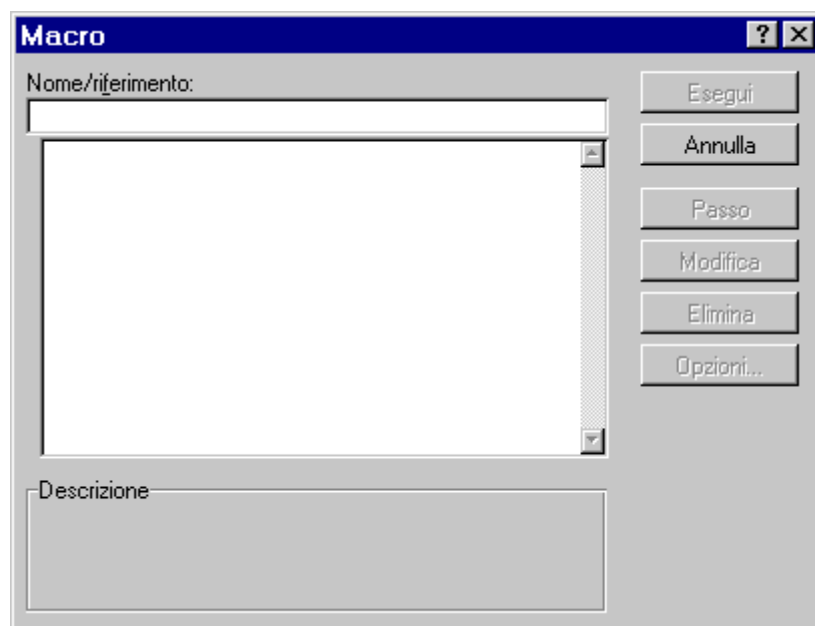 Macro
Nome/riferimento:
Esegui
Annulla
Passo
Modifica
Elimina
Opzioni...
Descrizione